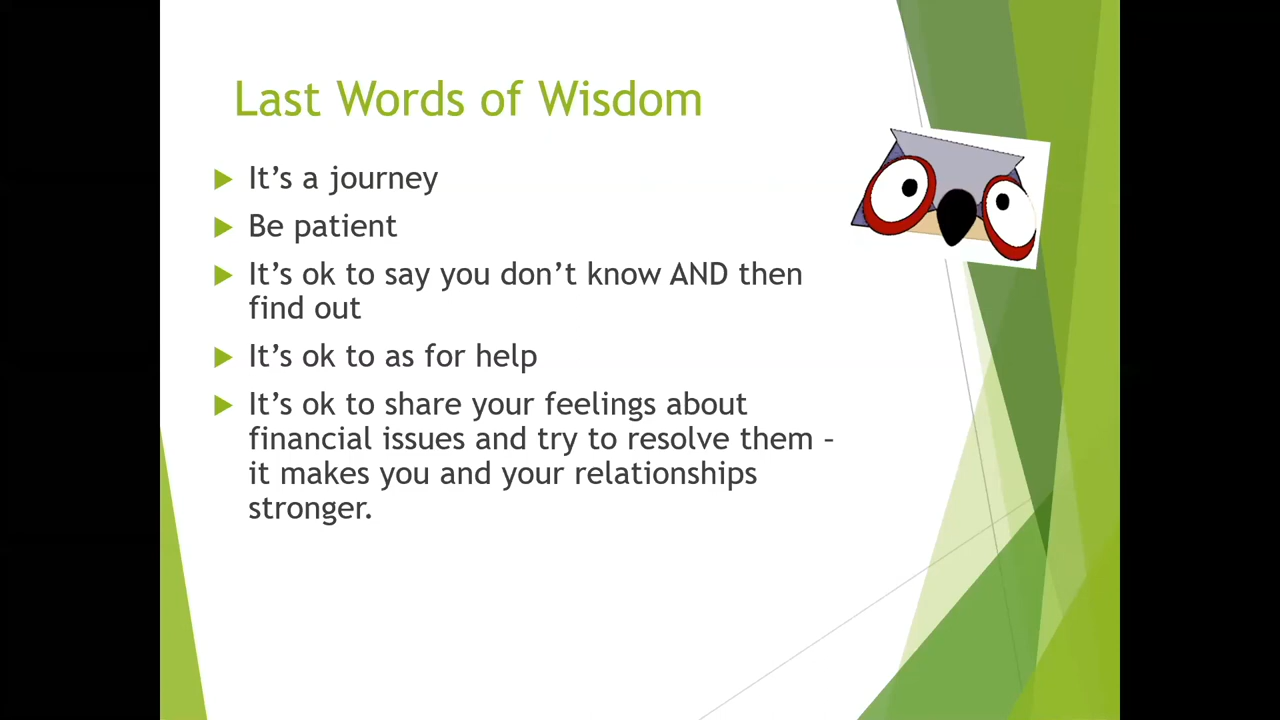 Last Words of Wisdom
It's a journey
Be patient
It's ok to say you don't know AND then
find out
It's ok to as for help
It's ok to share your feelings about
financial issues and try to resolve them –
it makes you and your relationships
stronger.